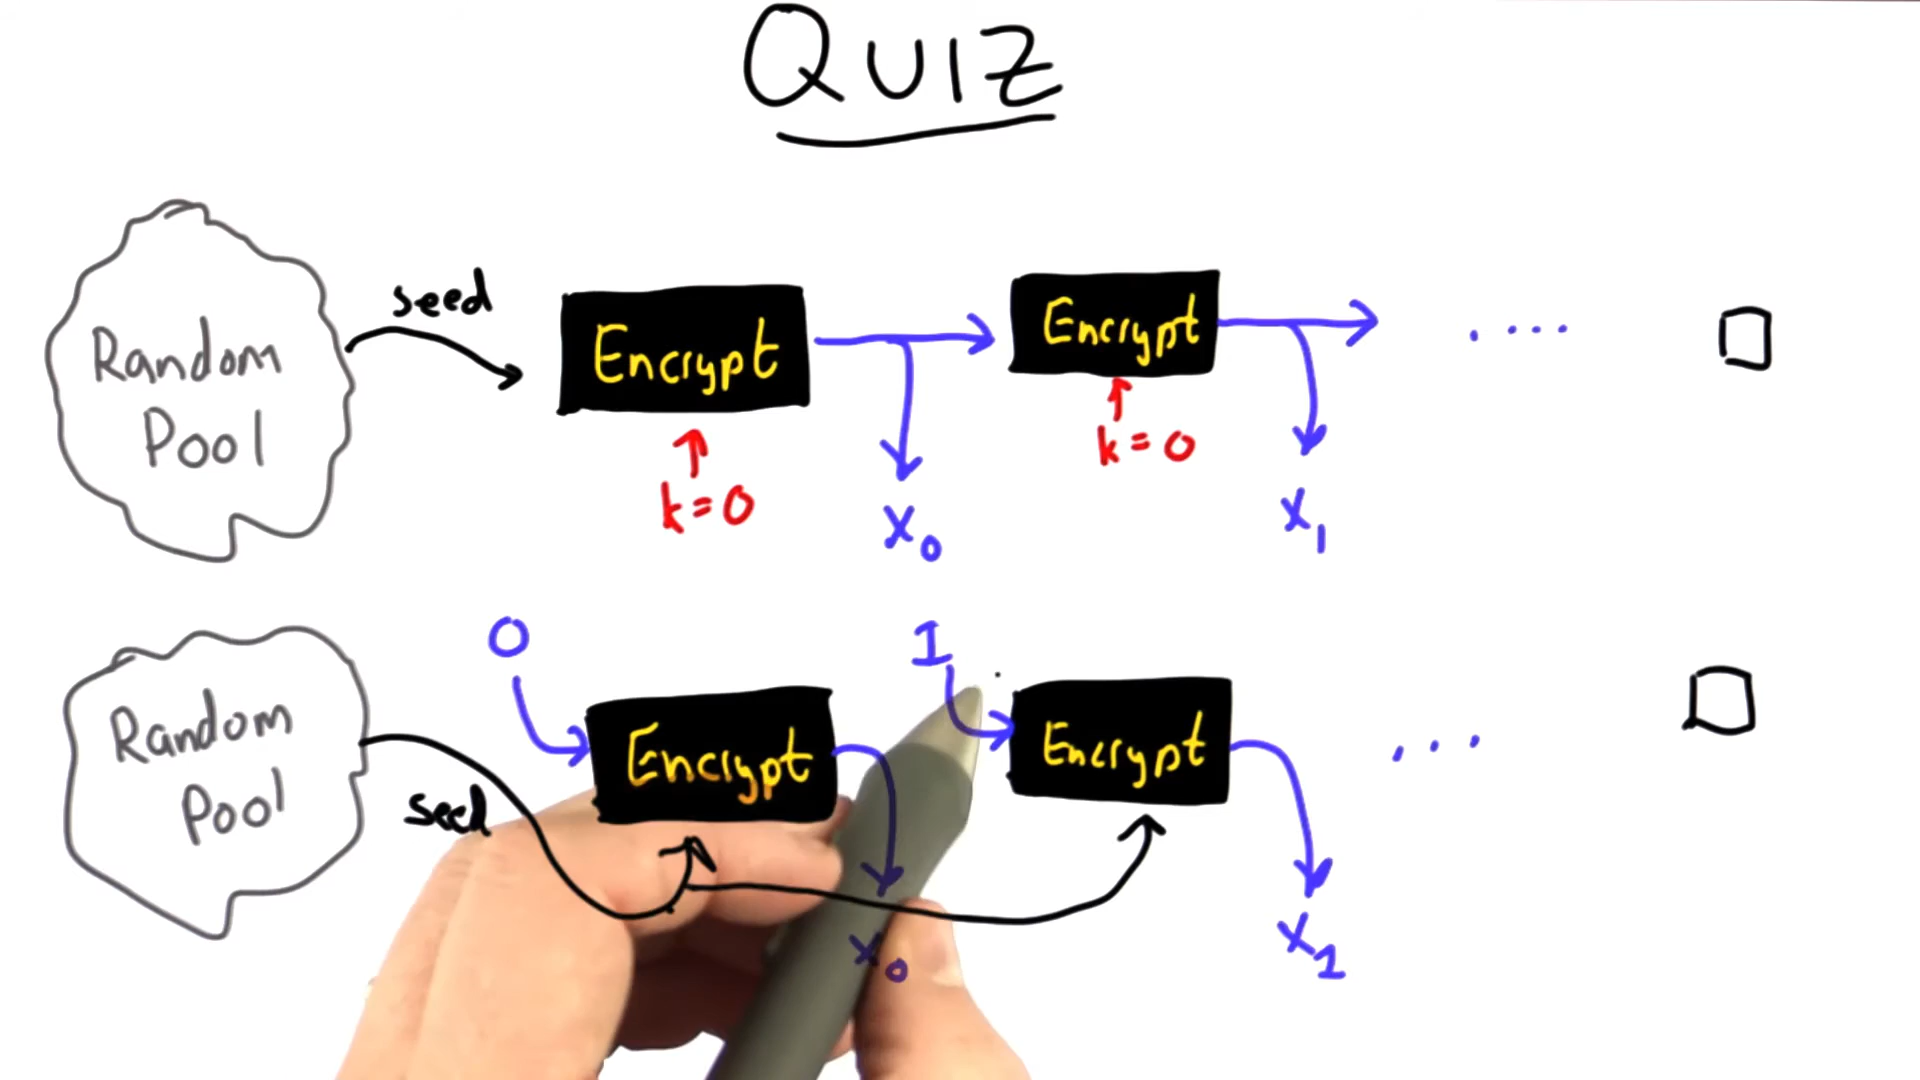 QUIZ
seed
Random
Pool
Encrypt
Encrypt
....
k=0
k=0
x0
x1
0
1
Random
Pool
seed
Encrypt
Encrypt
...
x0
x1